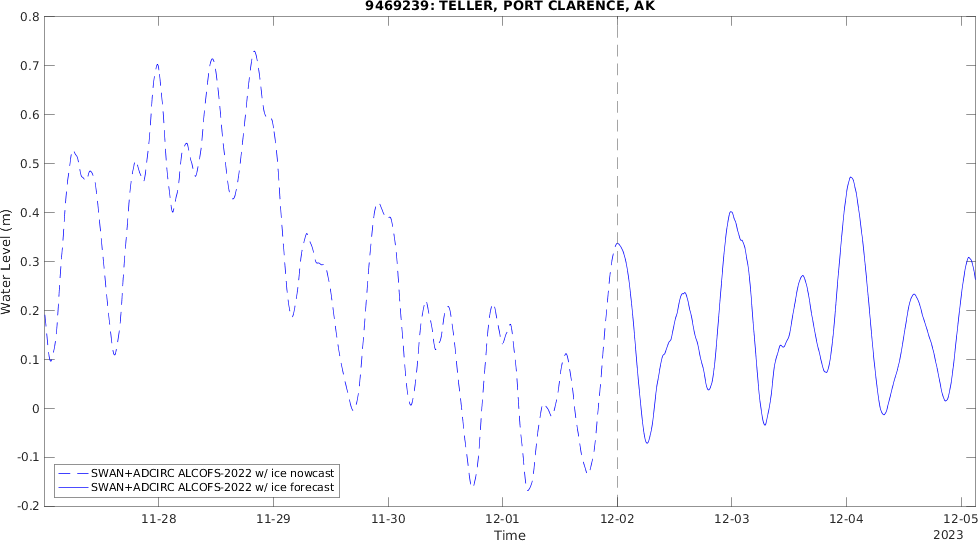 9469239: TELLER, PORT CLARENCE, AK
0.8
0.7
0.6
0.5
0.4
0.3
0.2
0.1
0
-0.1
-0.2
Water Level (m)
SWAN+ADCIRC ALCOFS-2022 w/ ice nowcast
SWAN+ADCIRC ALCOFS-2022 w/ ice forecast
11-28 11-29 11-30 12-01 12-02 12-03 12-04 12-05
Time
2023